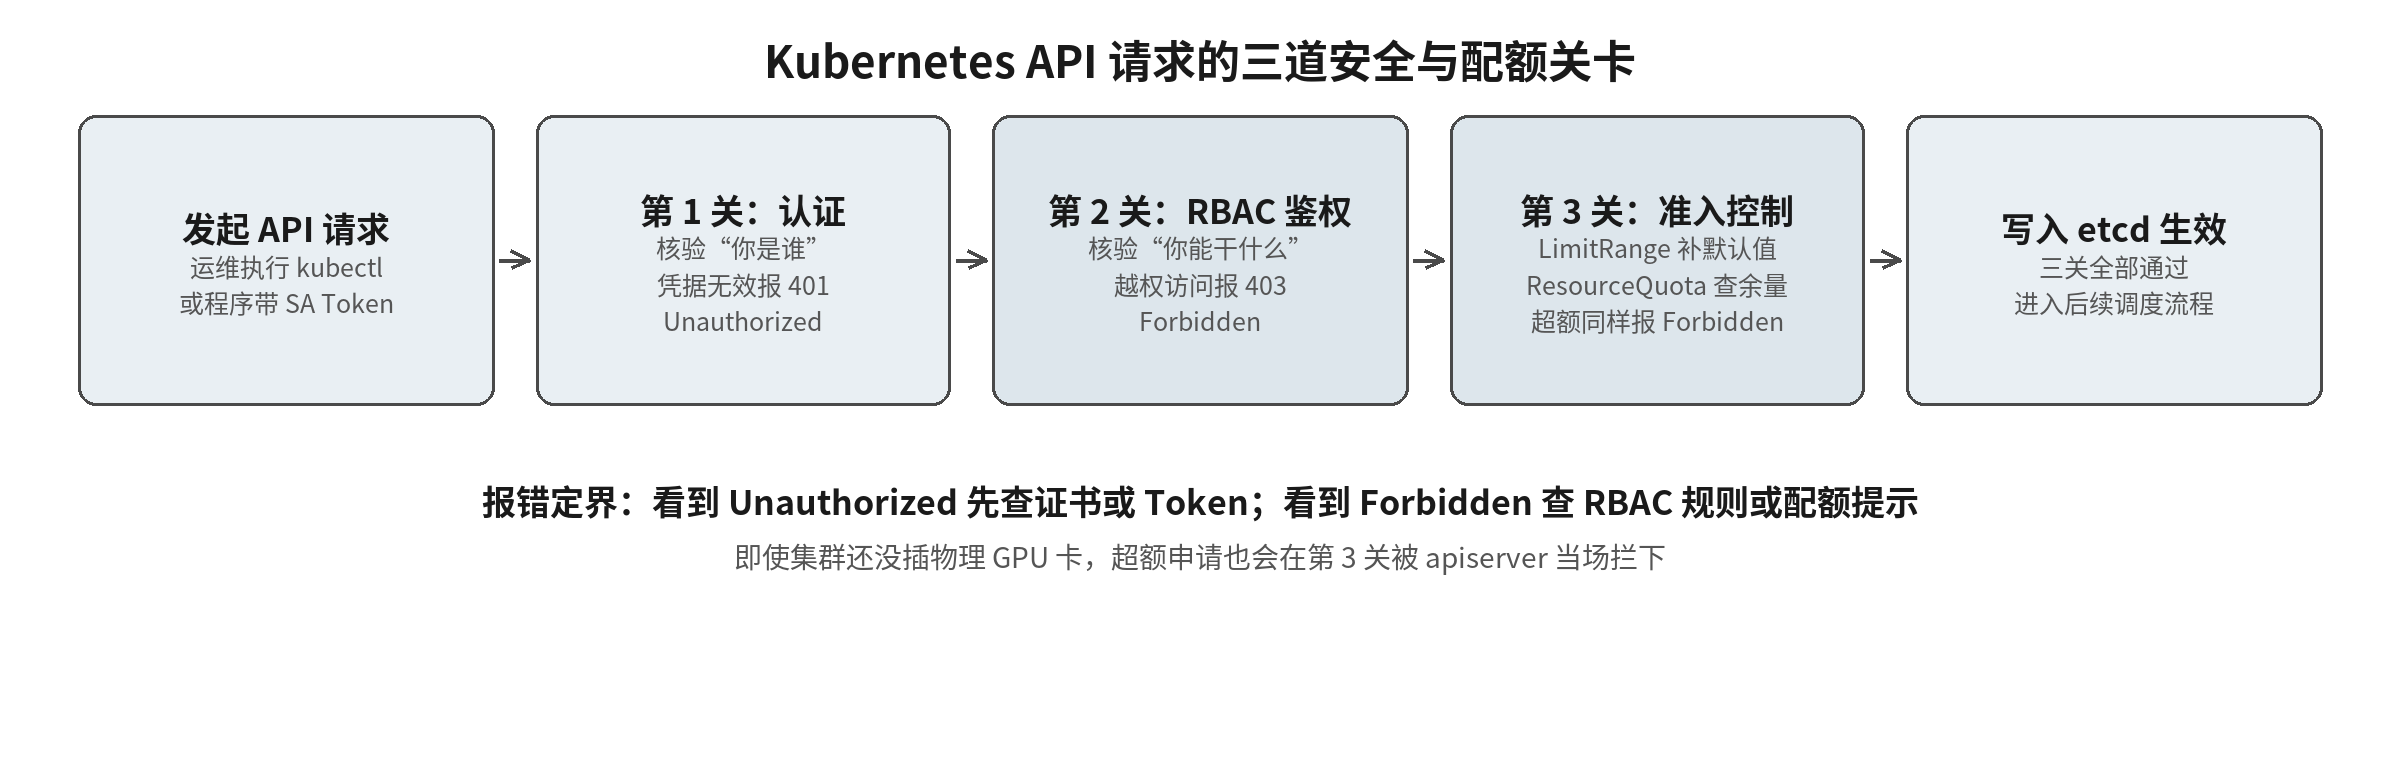 Kubernetes API 请求的三道安全与配额关卡
发起 API 请求
运维执行 kubectl
或程序带 SA Token
第 1 关：认证
核验“你是谁”
凭据无效报 401
Unauthorized
第 2 关：RBAC 鉴权
核验“你能干什么”
越权访问报 403
Forbidden
第 3 关：准入控制
LimitRange 补默认值
ResourceQuota 查余量
超额同样报 Forbidden
写入 etcd 生效
三关全部通过
进入后续调度流程
报错定界：看到 Unauthorized 先查证书或 Token；看到 Forbidden 查 RBAC 规则或配额提示
即使集群还没插物理 GPU 卡，超额申请也会在第 3 关被 apiserver 当场拦下